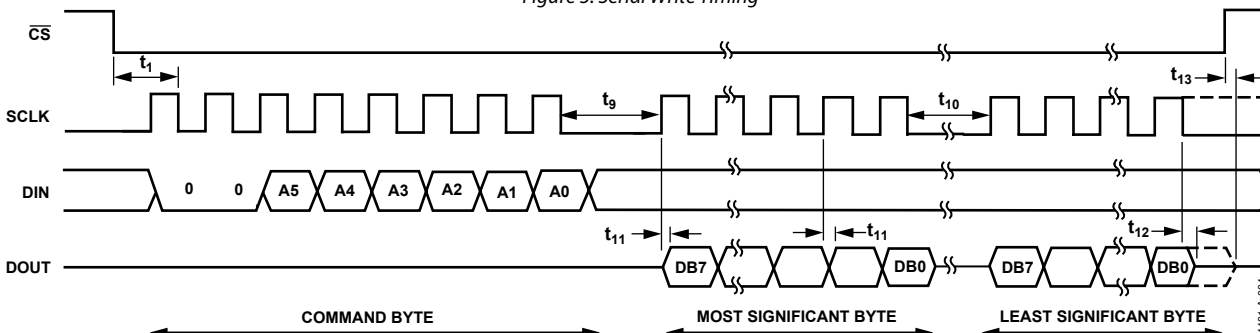 Figure 3. Serial Write Timing
CS
t1
t13
SCLK
t9
t10
DIN
0 0 A5 A4 A3 A2 A1 A0
t11
t11
t12
DOUT
DB7 DB0 DB7 DB0
COMMAND BYTE MOST SIGNIFICANT BYTE LEAST SIGNIFICANT BYTE